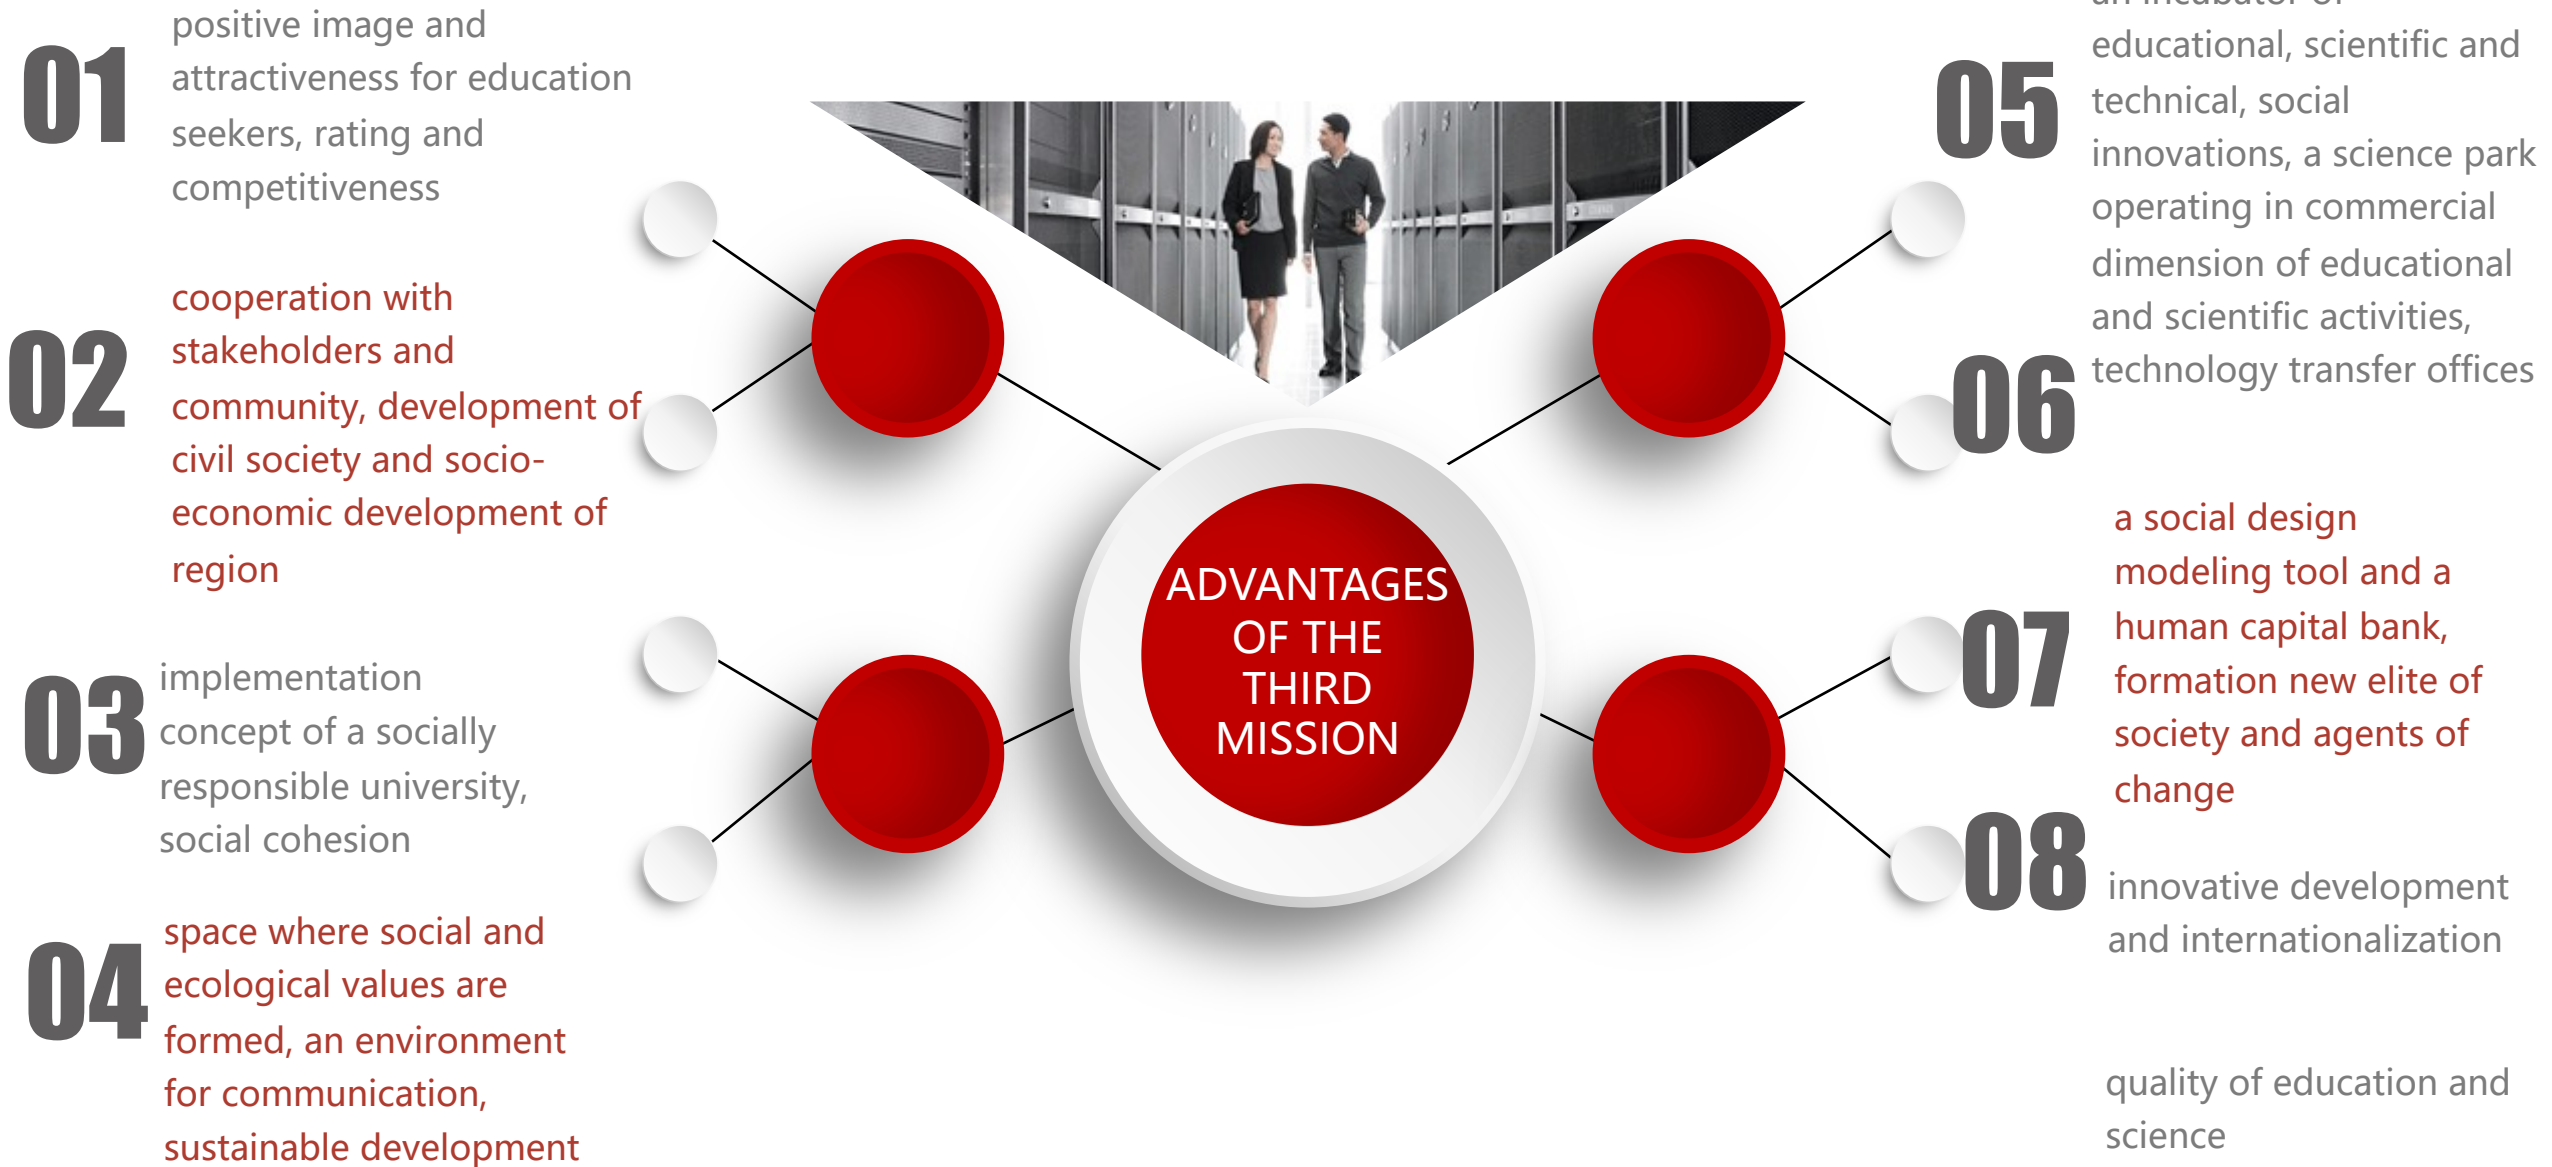 01
positive image and
attractiveness for education
seekers, rating and
competitiveness
02
cooperation with
stakeholders and
community, development of
civil society and socio-
economic development of
region
03
implementation
concept of a socially
responsible university,
social cohesion
04
space where social and
ecological values are
formed, an environment
for communication,
sustainable development
ADVANTAGES
OF THE
THIRD
MISSION
05
an incubator of
educational, scientific and
technical, social
innovations, a science park
operating in commercial
dimension of educational
and scientific activities,
technology transfer offices
06
a social design
modeling tool and a
human capital bank,
formation new elite of
society and agents of
change
07
08
innovative development
and internationalization
quality of education and
science